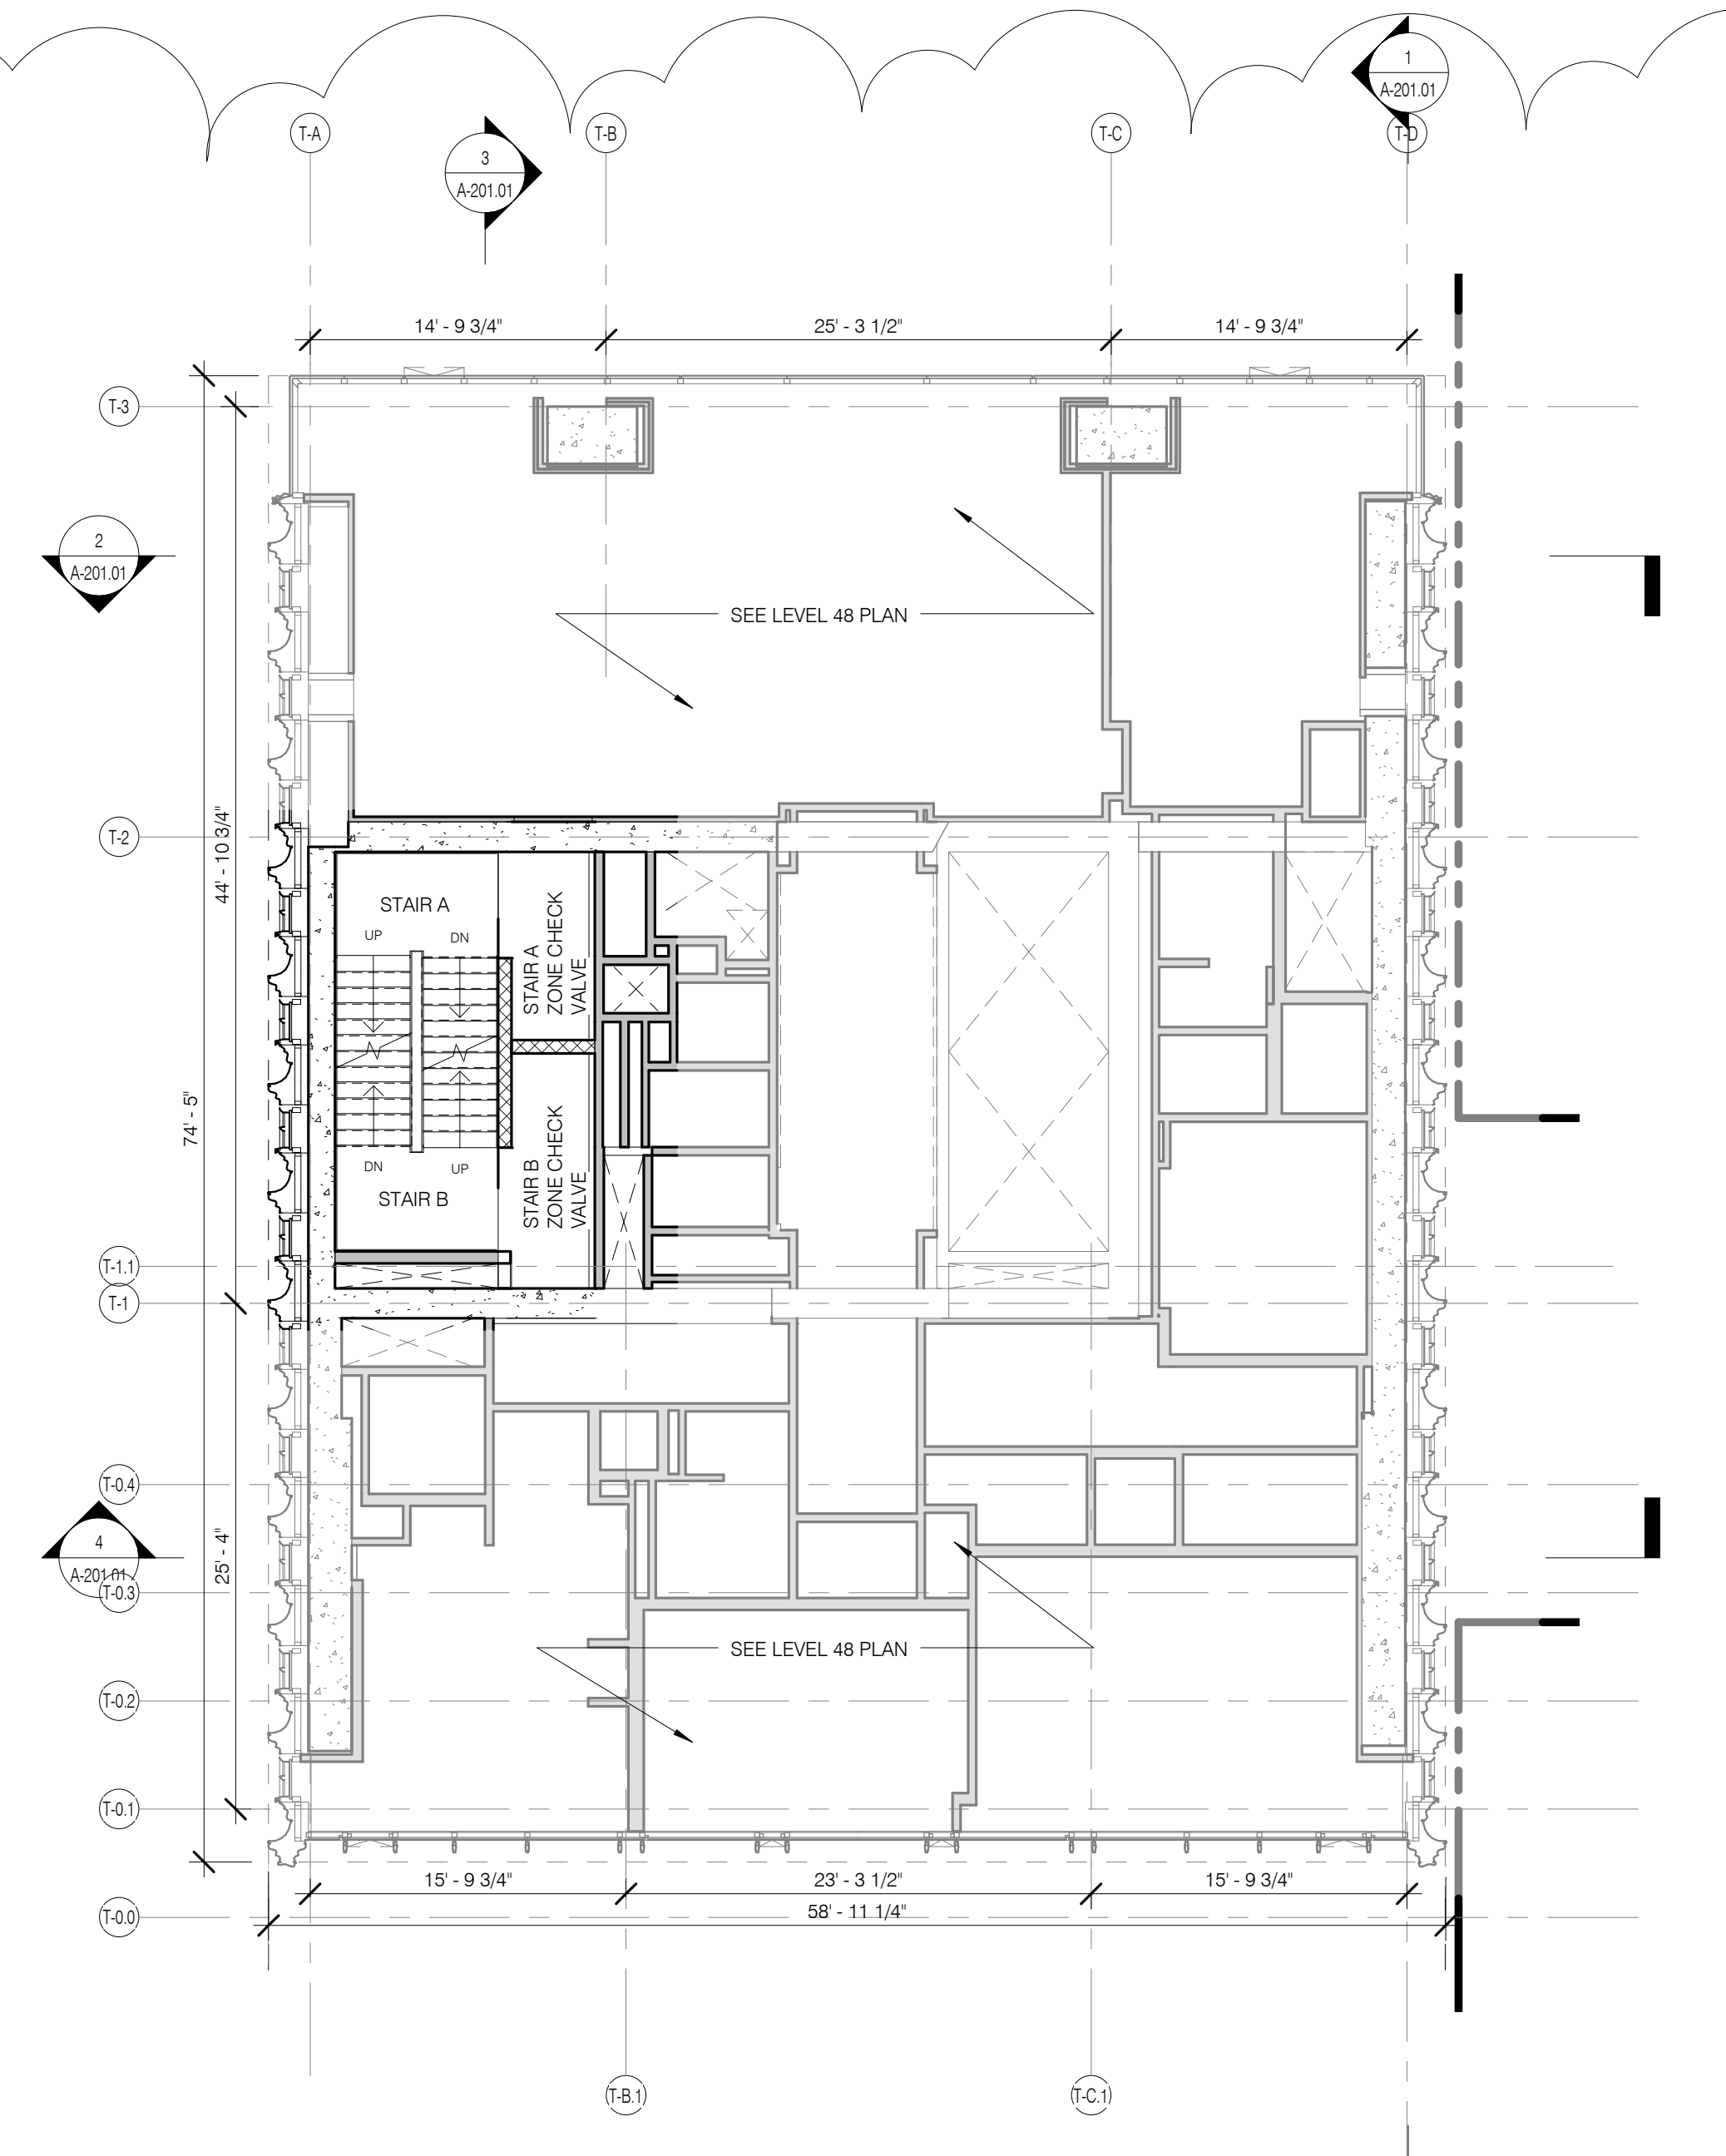 1
A-201.01
T-A
T-B
T-C
T-D
3
A-201.01
14' - 9 3/4"
25' - 3 1/2"
14' - 9 3/4"
T-3
2
A-201.01
SEE LEVEL 48 PLAN
T-2
44' - 10 3/4"
STAIR A
UP
DN
STAIR A
ZONE CHECK
VALVE
74' - 5"
DN
UP
STAIR B
STAIR B
ZONE CHECK
VALVE
T-1.1
T-1
T-0.4
4
A-201.01
T-0.3
25' - 4"
SEE LEVEL 48 PLAN
T-0.2
T-0.1
15' - 9 3/4"
23' - 3 1/2"
15' - 9 3/4"
58' - 11 1/4"
T-0.0
T-B.1
T-C.1